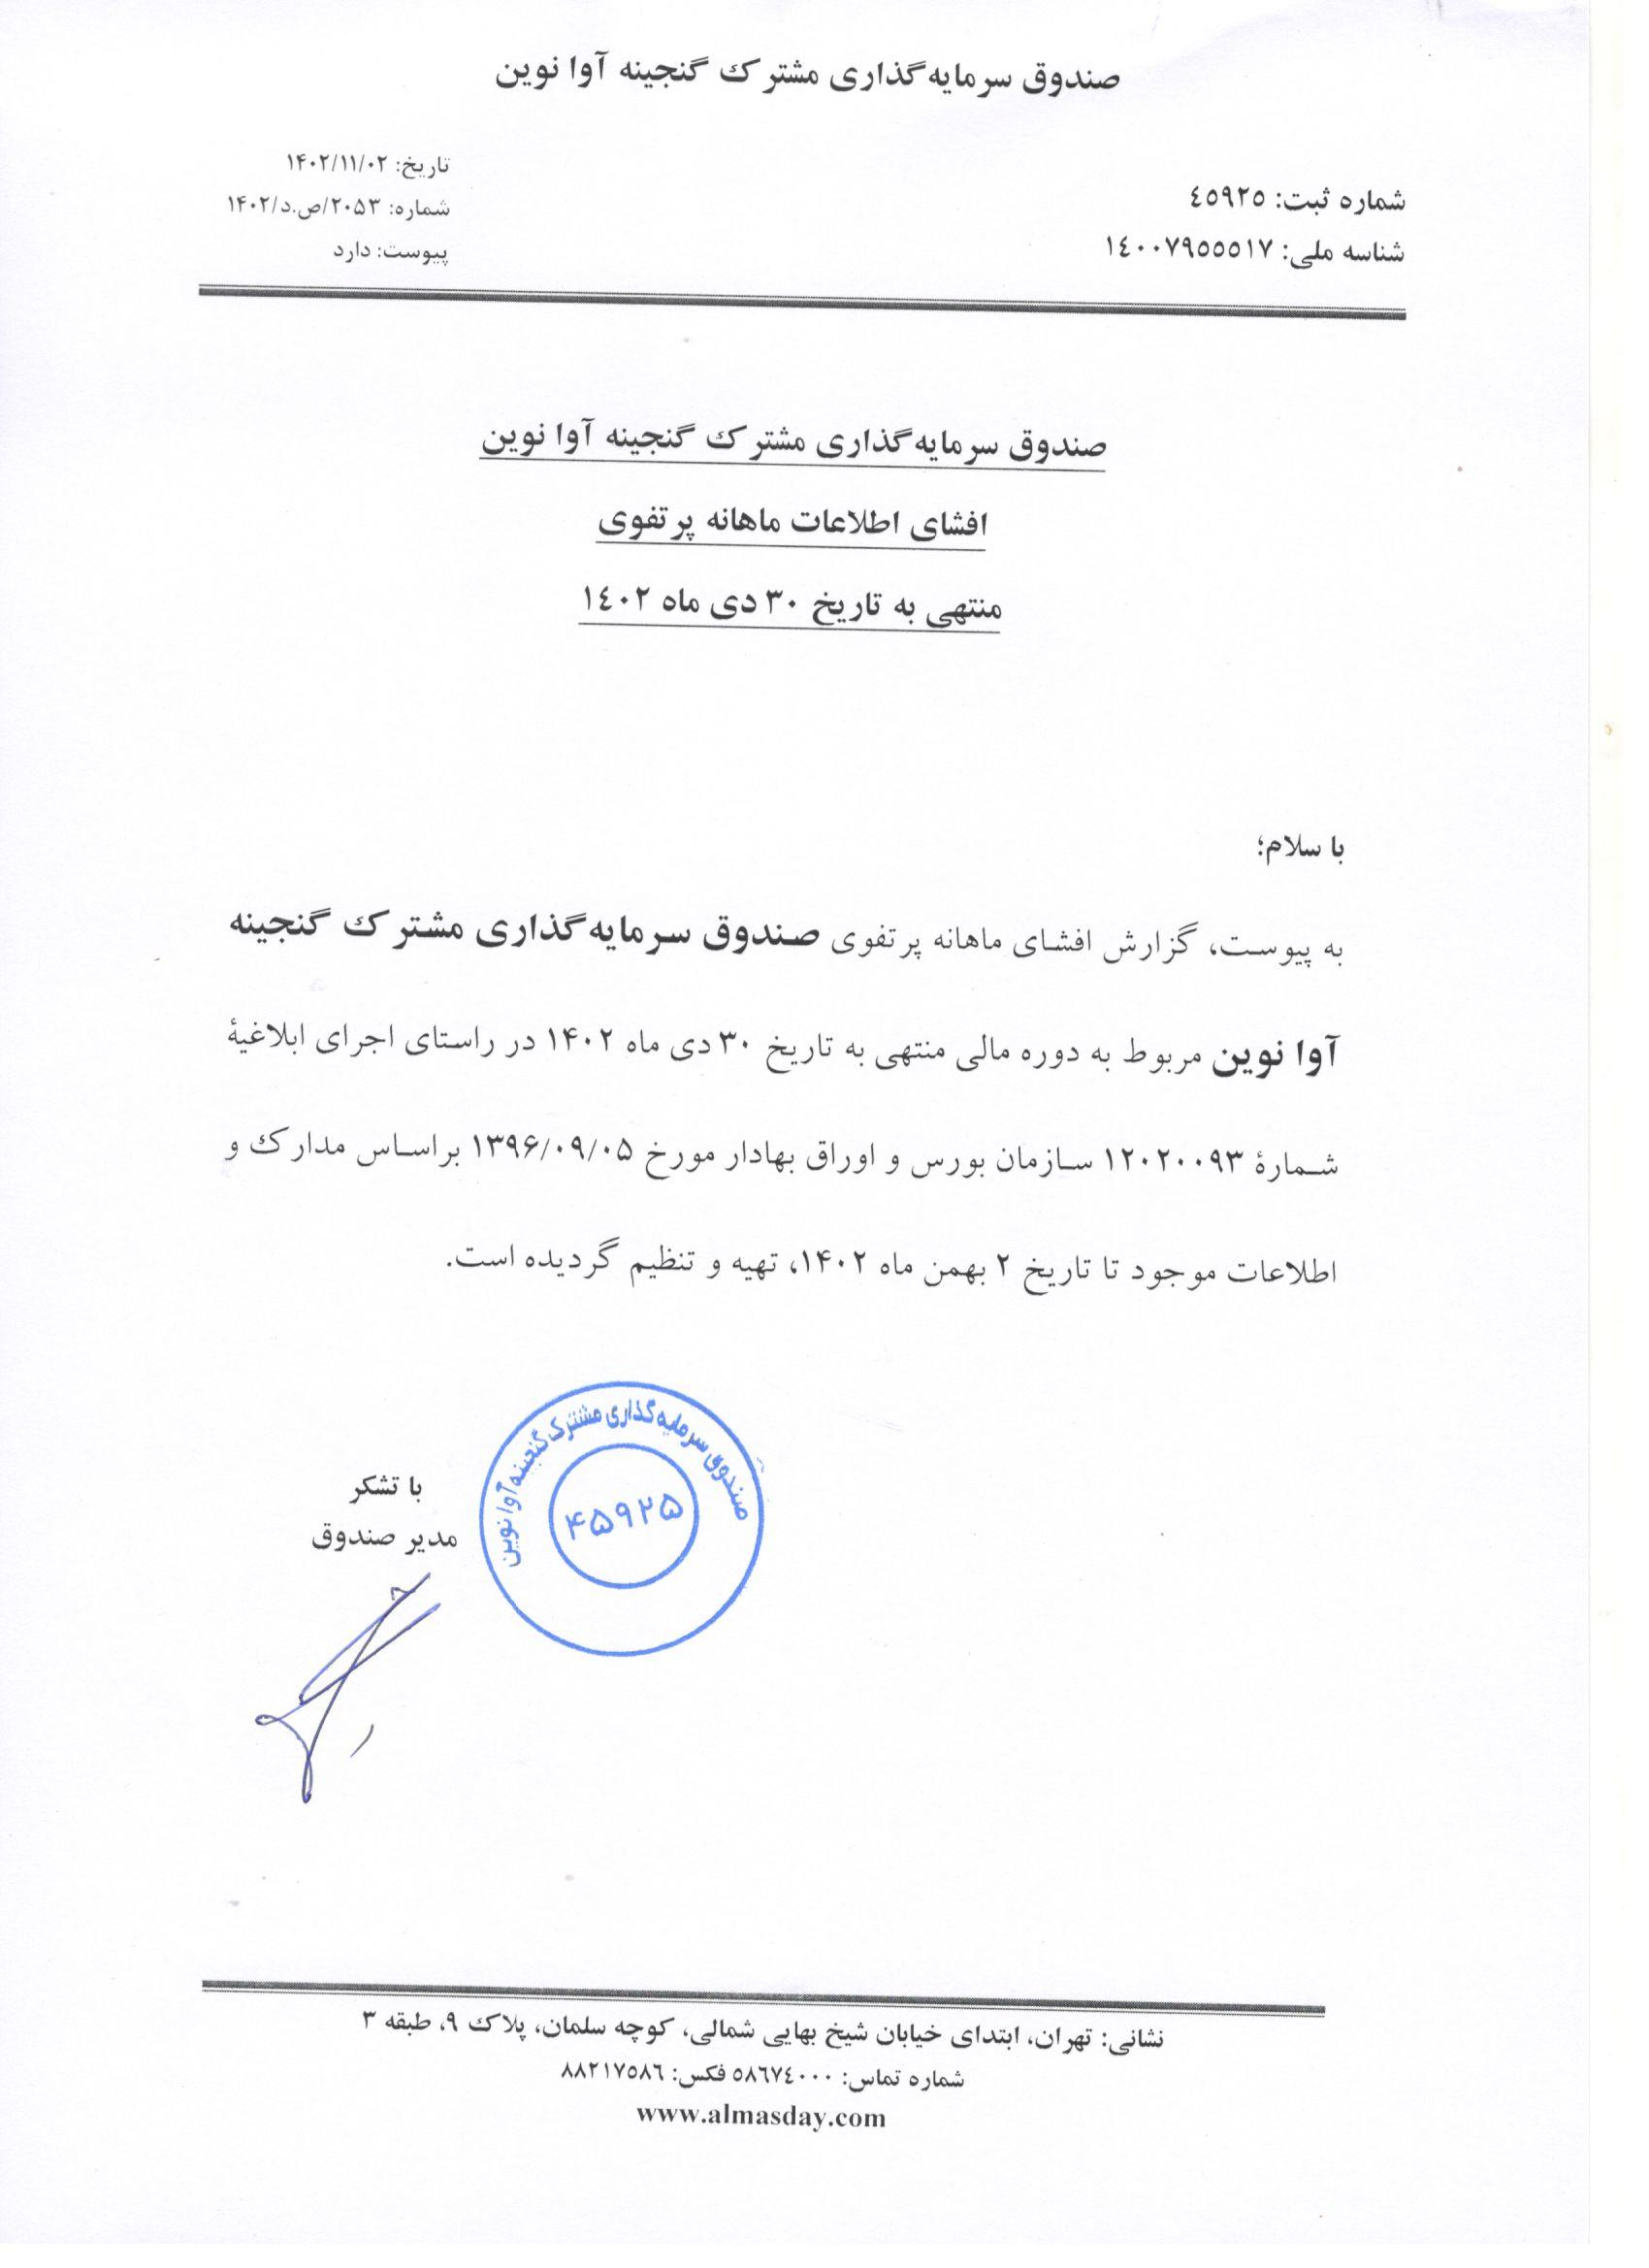 صندوق سرمایه‌گذاری مشترک گنجینه آوا نوین
تاریخ: ۱۴۰۲/۱۱/۰۲
شماره: ۲۰۵۳/ص.د/۱۴۰۲
پیوست: دارد
شماره ثبت: ٤٥٩٢٥
شناسه ملی: ١٤٠٠٧٩٥٥٥١٧
صندوق سرمایه‌گذاری مشترک گنجینه آوا نوین
افشای اطلاعات ماهانه پرتفوی
منتهی به تاریخ ٣٠ دی ماه ١٤٠٢
با سلام؛
به پیوست، گزارش افشای ماهانه پرتفوی صندوق سرمایه‌گذاری مشترک گنجینه
آوا نوین مربوط به دوره مالی منتهی به تاریخ ۳۰ دی ماه ۱۴۰۲ در راستای اجرای ابلاغیهٔ
شمارهٔ ۱۲۰۲۰۰۹۳ سازمان بورس و اوراق بهادار مورخ ۱۳۹۶/۰۹/۰۵ براساس مدارک و
اطلاعات موجود تا تاریخ ۲ بهمن ماه ۱۴۰۲، تهیه و تنظیم گردیده است.
صندوق سرمایه‌گذاری مشترک گنجینه آوا نوین
۴۵۹۲۵
با تشکر
مدیر صندوق
نشانی: تهران، ابتدای خیابان شیخ بهایی شمالی، کوچه سلمان، پلاک ٩، طبقه ٣
شماره تماس: ٥٨٦٧٤٠٠٠ فکس: ٨٨٢١٧٥٨٦
www.almasday.com